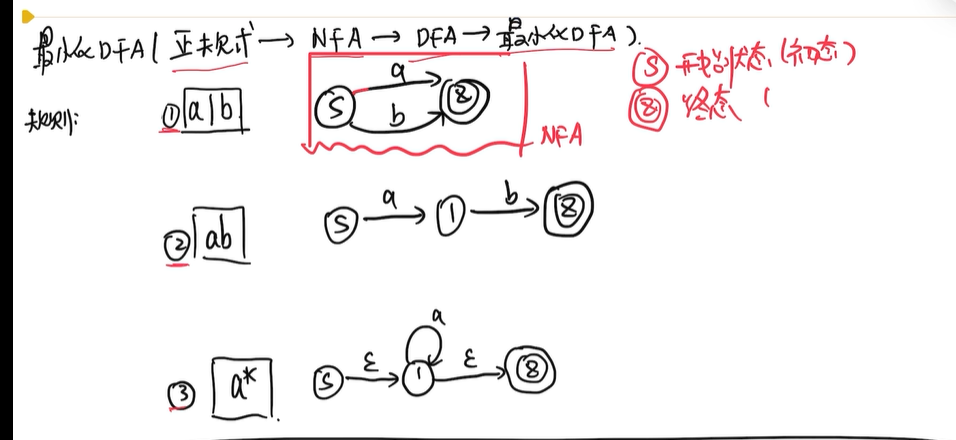 最小化DFA(正规式→NFA→DFA→最小化DFA).
规则:
① a|b
S a b 8
NFA
S 开始状态.(初态)
8 终态 (
② ab
S a 1 b 8
③ a*.
S ε 1 a ε 8